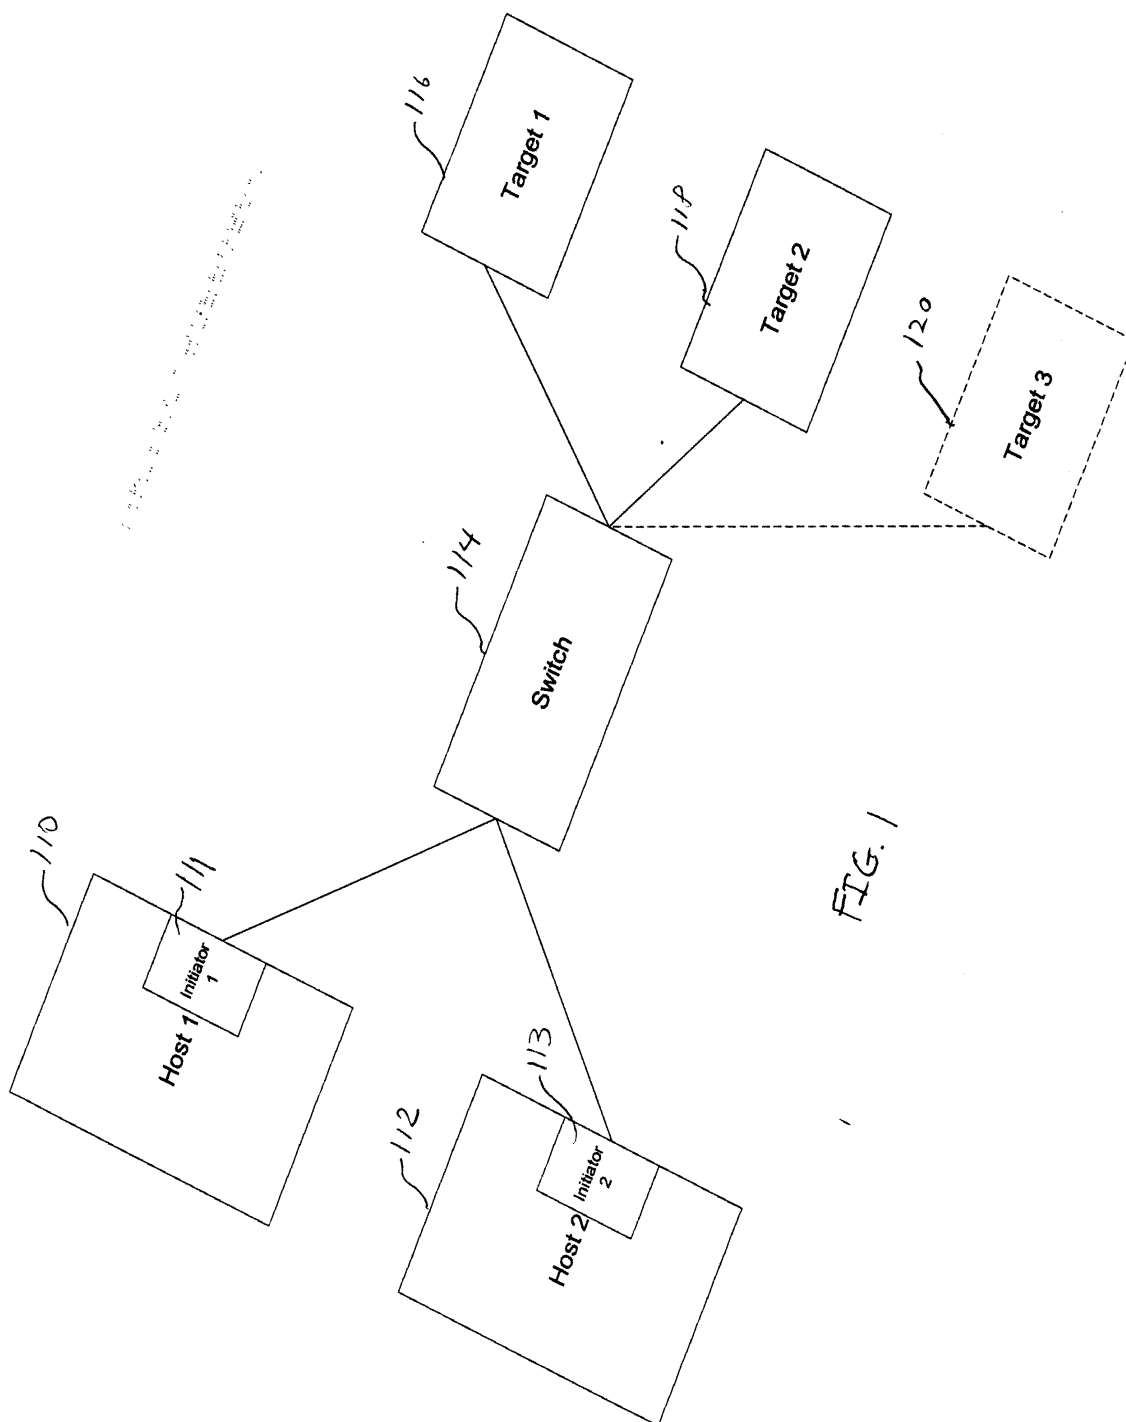 110
Host 1
Initiator
1
111
112
Host 2
Initiator
2
113
114
Switch
116
Target 1
118
Target 2
120
Target 3
FIG. 1